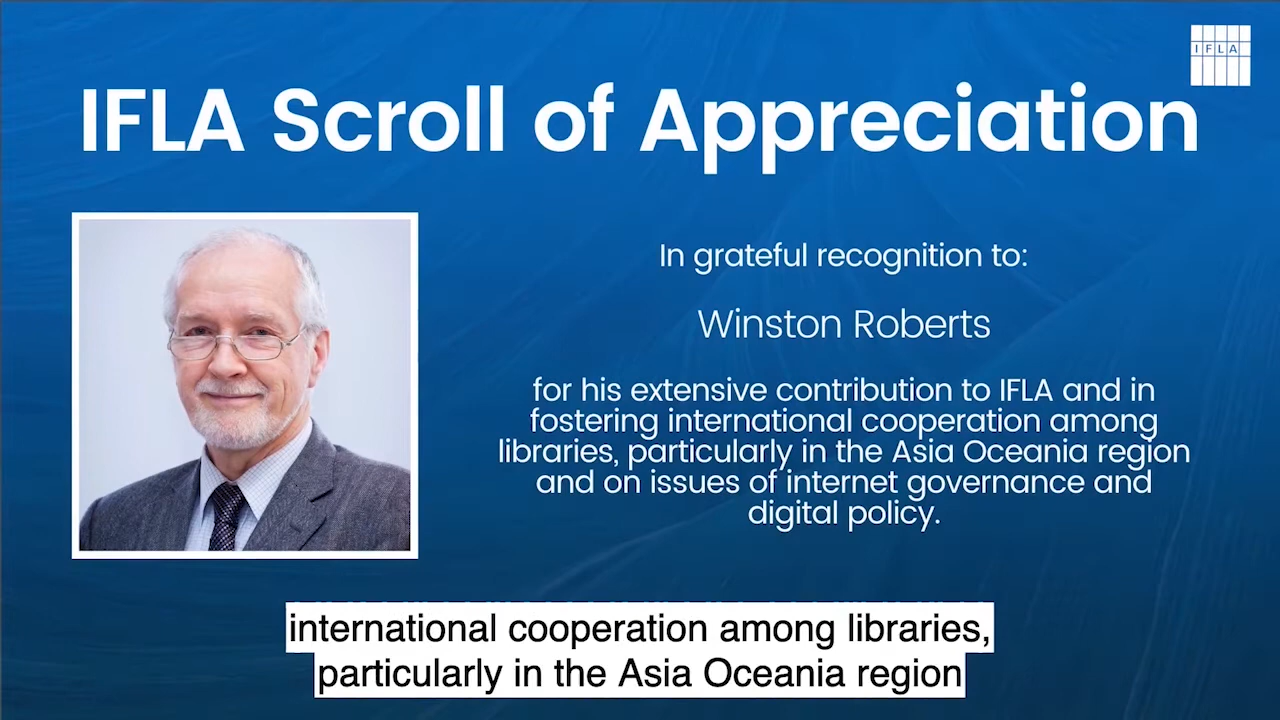 IFLA
IFLA Scroll of Appreciation
In grateful recognition to:
Winston Roberts
for his extensive contribution to IFLA and in
fostering international cooperation among
libraries, particularly in the Asia Oceania region
and on issues of internet governance and
digital policy.
international cooperation among libraries,
particularly in the Asia Oceania region